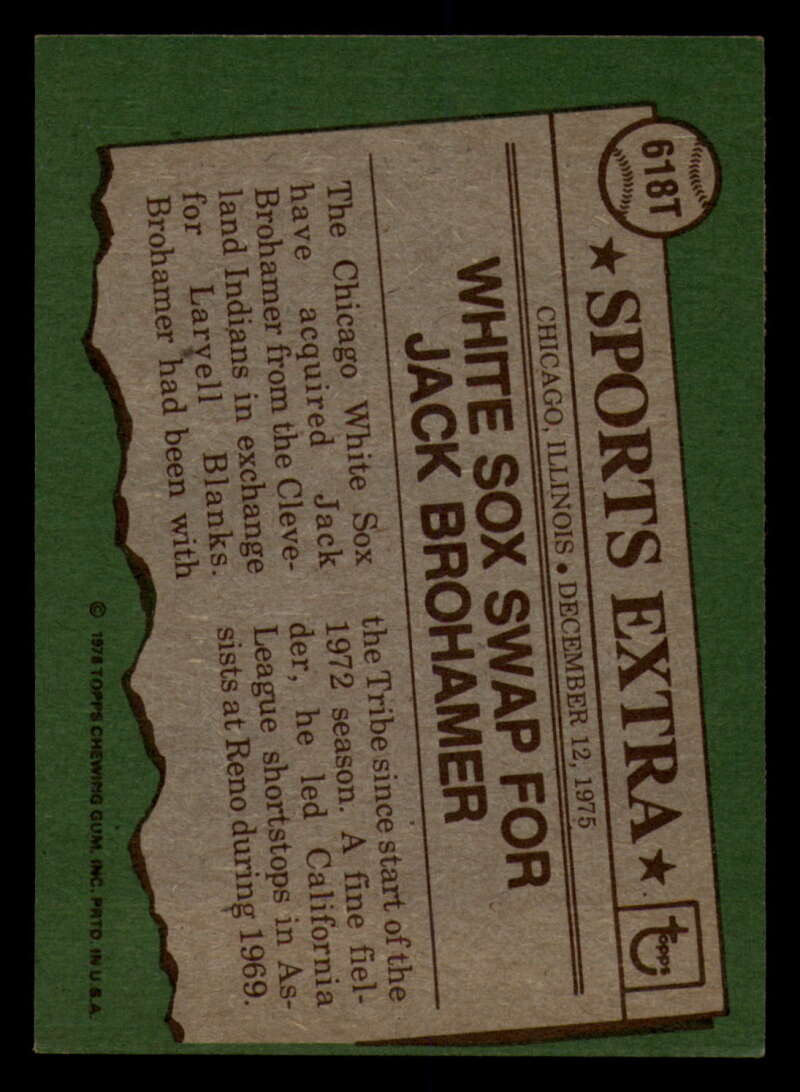 618T
★ SPORTS EXTRA ★
topps
CHICAGO, ILLINOIS • DECEMBER 12, 1975
WHITE SOX SWAP FOR
JACK BROHAMER
The Chicago White Sox
have acquired Jack
Brohamer from the Cleve-
land Indians in exchange
for Larvell Blanks.
Brohamer had been with
the Tribe since start of the
1972 season. A fine fiel-
der, he led California
League shortstops in As-
sists at Reno during 1969.
© 1976 TOPPS CHEWING GUM, INC. PRTD. IN U.S.A.